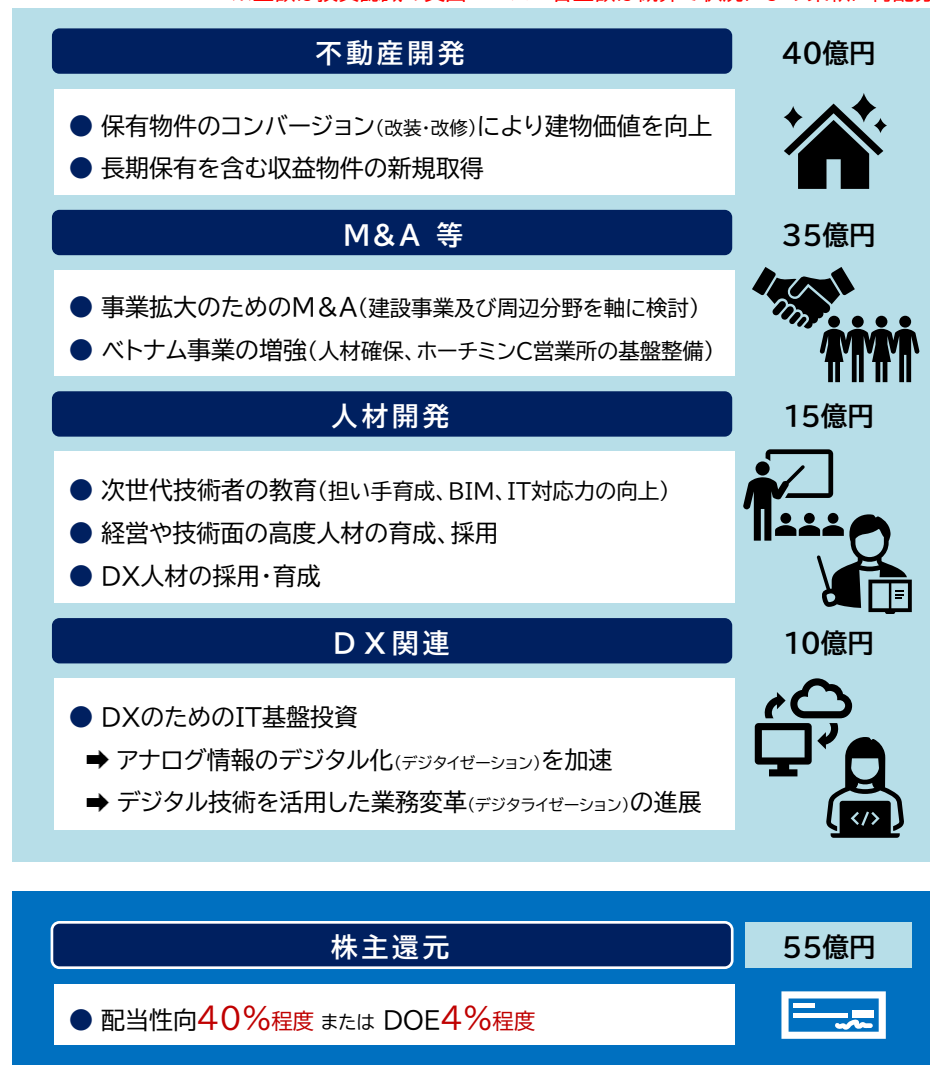 不動産開発
40億円
● 保有物件のコンバージョン(改装・改修)により建物価値を向上
● 長期保有を含む収益物件の新規取得
M&A 等
35億円
● 事業拡大のためのM&A(建設事業及び周辺分野を軸に検討)
● ベトナム事業の増強(人材確保、ホーチミンC営業所の基盤整備)
人材開発
15億円
● 次世代技術者の教育(担い手育成、BIM、IT対応力の向上)
● 経営や技術面の高度人材の育成、採用
● DX人材の採用・育成
DX関連
10億円
● DXのためのIT基盤投資
➡ アナログ情報のデジタル化(デジタイゼーション)を加速
➡ デジタル技術を活用した業務変革(デジタライゼーション)の進展
</>
株主還元
55億円
● 配当性向40%程度 または DOE4%程度